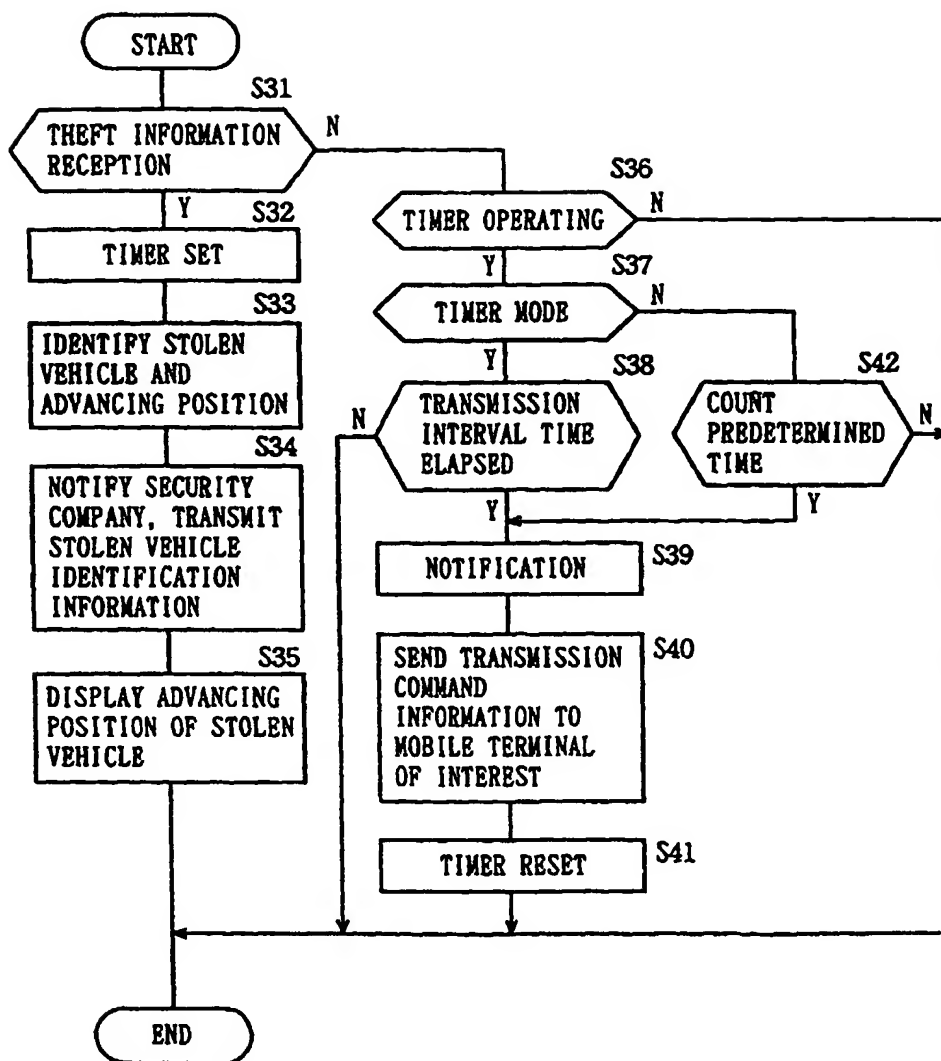 START
S31
THEFT INFORMATION
RECEPTION
N
Y
S32
TIMER SET
S33
IDENTIFY STOLEN
VEHICLE AND
ADVANCING POSITION
S34
NOTIFY SECURITY
COMPANY, TRANSMIT
STOLEN VEHICLE
IDENTIFICATION
INFORMATION
S35
DISPLAY ADVANCING
POSITION OF STOLEN
VEHICLE
S36
TIMER OPERATING
N
Y
S37
TIMER MODE
N
Y
S38
TRANSMISSION
INTERVAL TIME
ELAPSED
N
Y
S42
COUNT
PREDETERMINED
TIME
N
Y
NOTIFICATION
S39
SEND TRANSMISSION
COMMAND
INFORMATION TO
MOBILE TERMINAL
OF INTEREST
S40
TIMER RESET
S41
END